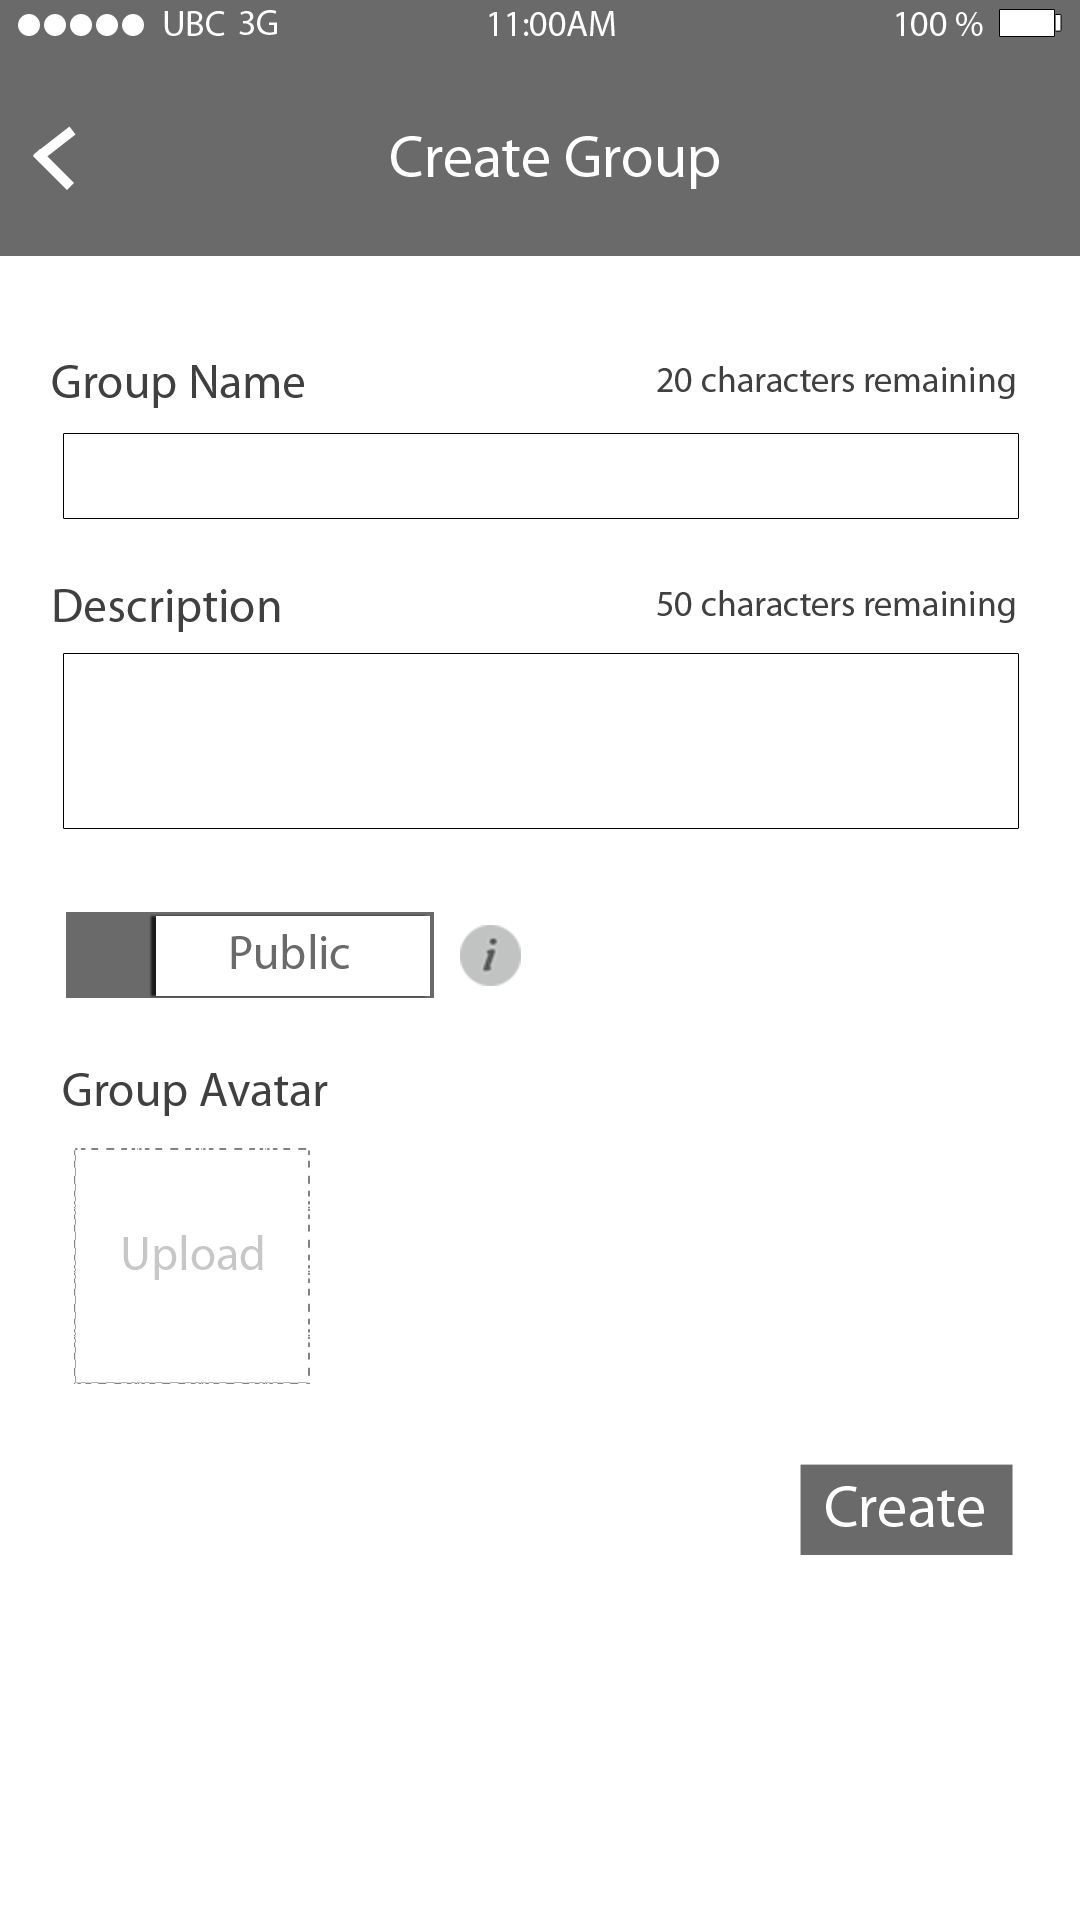 UBC 3G 11:00AM 100 %
Create Group
Group Name 20 characters remaining
Description 50 characters remaining
Public i
Group Avatar
Upload
Create